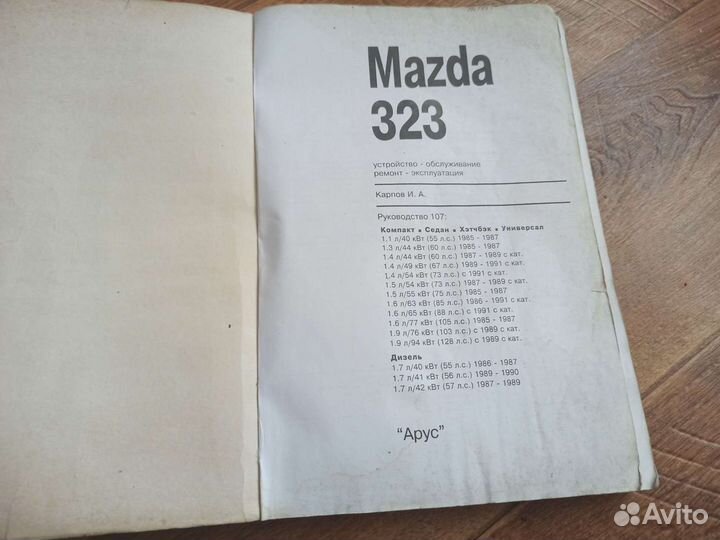 Mazda
323
устройство - обслуживание
ремонт - эксплуатация
Карпов И. А.
Руководство 107:
Компакт ▪ Седан ▪ Хэтчбэк ▪ Универсал
1.1 л/40 кВт (55 л.с.) 1985 - 1987
1.3 л/44 кВт (60 л.с.) 1985 - 1987
1.4 л/44 кВт (60 л.с.) 1987 - 1989 с кат.
1.4 л/49 кВт (67 л.с.) 1989 - 1991 с кат.
1.4 л/54 кВт (73 л.с.) с 1991 с кат.
1.5 л/54 кВт (73 л.с.) 1987 - 1989 с кат.
1.5 л/55 кВт (75 л.с.) 1985 - 1987
1.6 л/63 кВт (85 л.с.) 1986 - 1991 с кат.
1.6 л/65 кВт (88 л.с.) с 1991 с кат.
1.6 л/77 кВт (105 л.с.) 1985 - 1987
1.9 л/76 кВт (103 л.с.) с 1989 с кат.
1.9 л/94 кВт (128 л.с.) с 1989 с кат.
Дизель
1.7 л/40 кВт (55 л.с.) 1986 - 1987
1.7 л/41 кВт (56 л.с.) 1989 - 1990
1.7 л/42 кВт (57 л.с.) 1987 - 1989
"Арус"
Avito